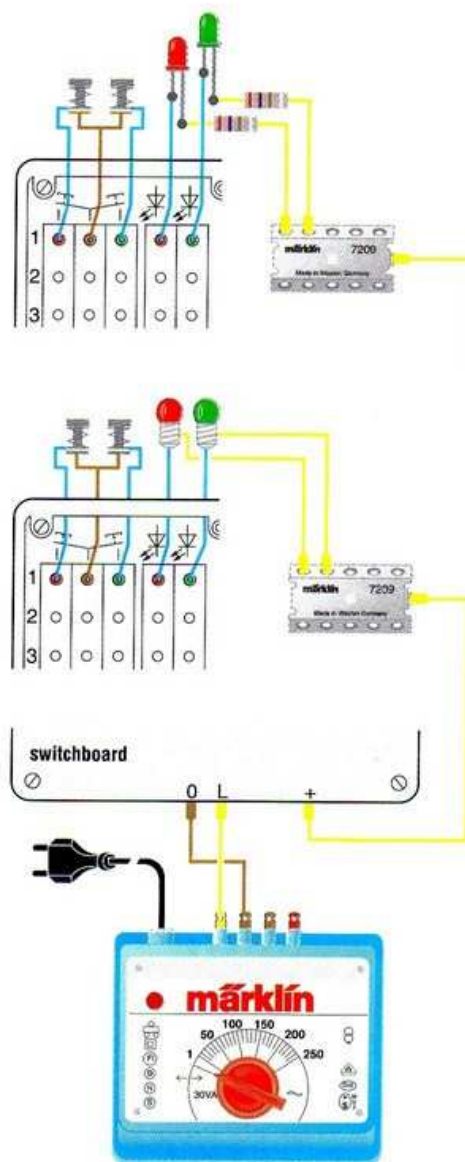 1
2
3
märklin 7209
Made in Western Germany
1
2
3
märklin 7209
Made in Western Germany
switchboard
0 L +
märklin
1 50 100 150 200 250
30VA